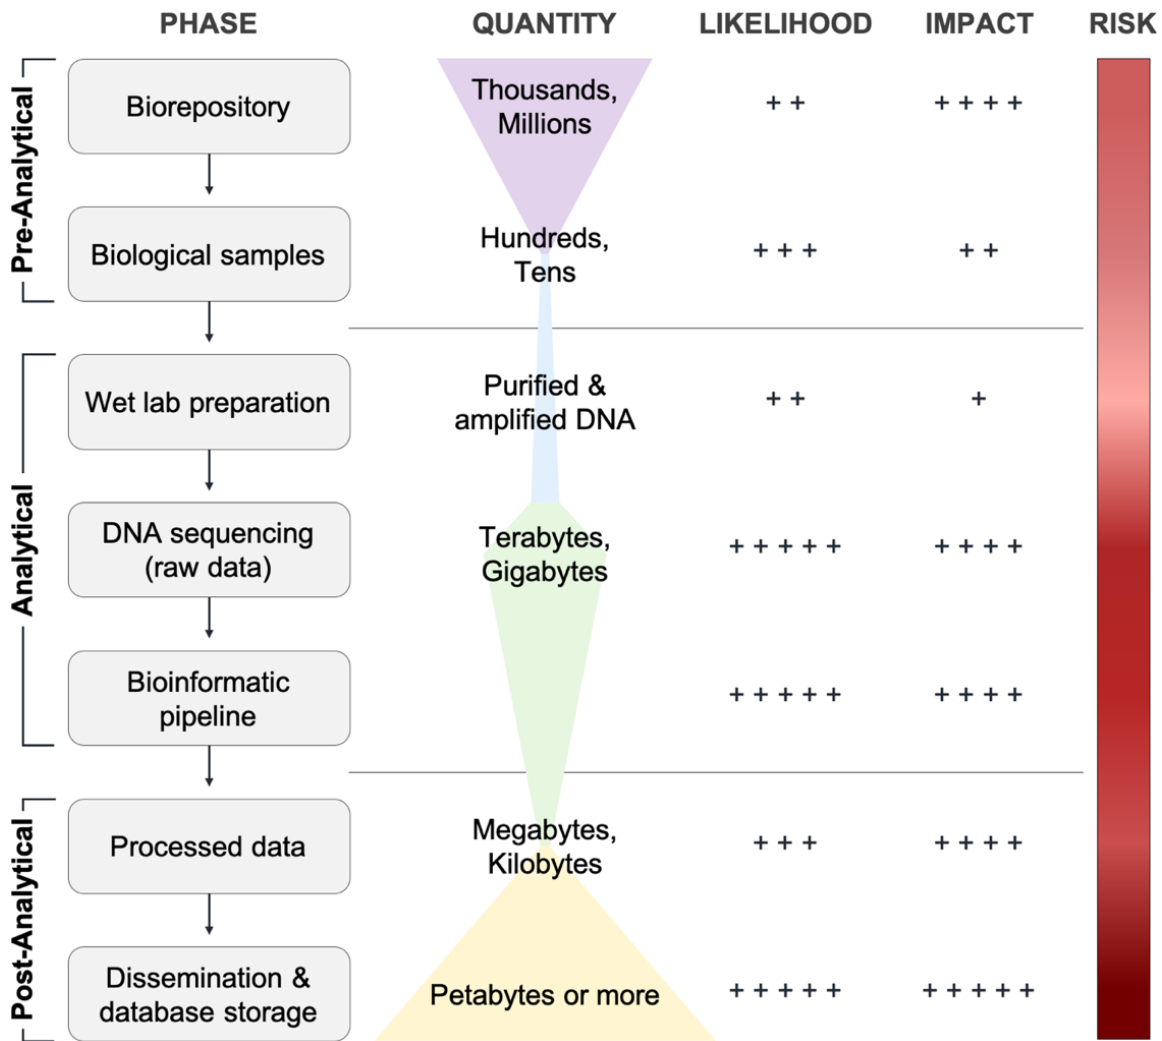 PHASE QUANTITY LIKELIHOOD IMPACT RISK
Pre-Analytical
Biorepository
Thousands,
Millions
+ +
+ + + +
Biological samples
Hundreds,
Tens
+ + +
+ +
Analytical
Wet lab preparation
Purified &
amplified DNA
+ +
+
DNA sequencing
(raw data)
Terabytes,
Gigabytes
+ + + + +
+ + + +
Bioinformatic
pipeline
+ + + + +
+ + + +
Post-Analytical
Processed data
Megabytes,
Kilobytes
+ + +
+ + + +
Dissemination &
database storage
Petabytes or more
+ + + + +
+ + + + +